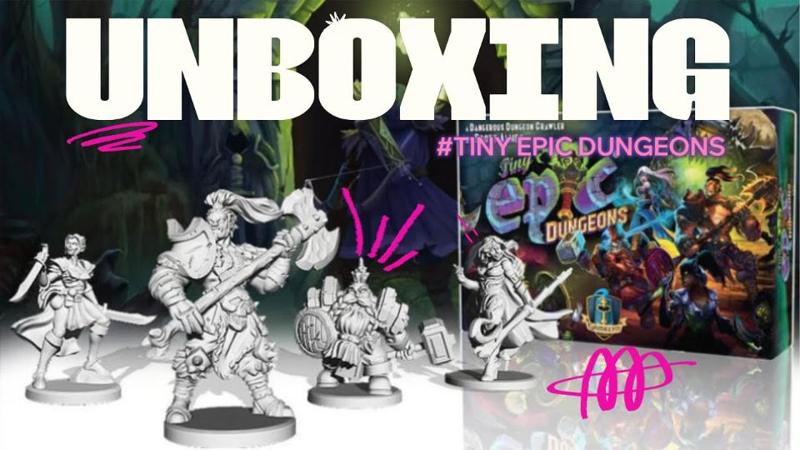 UNBOXING
A DANGEROUS DUNGEON CRAWLER
#TINY EPIC DUNGEONS
Tiny
epic
DUNGEONS